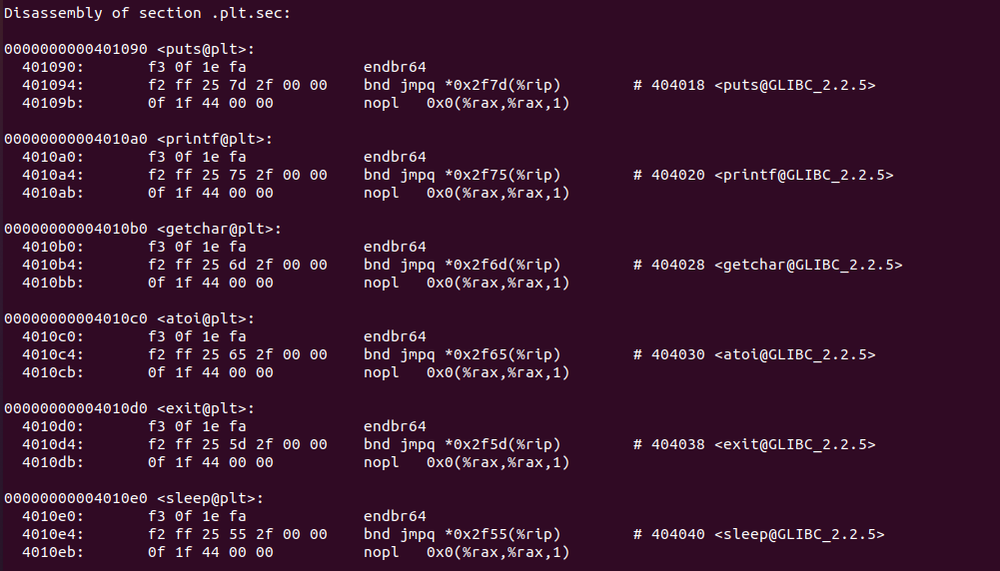 Disassembly of section .plt.sec:

0000000000401090 <puts@plt>:
  401090:       f3 0f 1e fa             endbr64
  401094:       f2 ff 25 7d 2f 00 00    bnd jmpq *0x2f7d(%rip)        # 404018 <puts@GLIBC_2.2.5>
  40109b:       0f 1f 44 00 00          nopl   0x0(%rax,%rax,1)

00000000004010a0 <printf@plt>:
  4010a0:       f3 0f 1e fa             endbr64
  4010a4:       f2 ff 25 75 2f 00 00    bnd jmpq *0x2f75(%rip)        # 404020 <printf@GLIBC_2.2.5>
  4010ab:       0f 1f 44 00 00          nopl   0x0(%rax,%rax,1)

00000000004010b0 <getchar@plt>:
  4010b0:       f3 0f 1e fa             endbr64
  4010b4:       f2 ff 25 6d 2f 00 00    bnd jmpq *0x2f6d(%rip)        # 404028 <getchar@GLIBC_2.2.5>
  4010bb:       0f 1f 44 00 00          nopl   0x0(%rax,%rax,1)

00000000004010c0 <atoi@plt>:
  4010c0:       f3 0f 1e fa             endbr64
  4010c4:       f2 ff 25 65 2f 00 00    bnd jmpq *0x2f65(%rip)        # 404030 <atoi@GLIBC_2.2.5>
  4010cb:       0f 1f 44 00 00          nopl   0x0(%rax,%rax,1)

00000000004010d0 <exit@plt>:
  4010d0:       f3 0f 1e fa             endbr64
  4010d4:       f2 ff 25 5d 2f 00 00    bnd jmpq *0x2f5d(%rip)        # 404038 <exit@GLIBC_2.2.5>
  4010db:       0f 1f 44 00 00          nopl   0x0(%rax,%rax,1)

00000000004010e0 <sleep@plt>:
  4010e0:       f3 0f 1e fa             endbr64
  4010e4:       f2 ff 25 55 2f 00 00    bnd jmpq *0x2f55(%rip)        # 404040 <sleep@GLIBC_2.2.5>
  4010eb:       0f 1f 44 00 00          nopl   0x0(%rax,%rax,1)